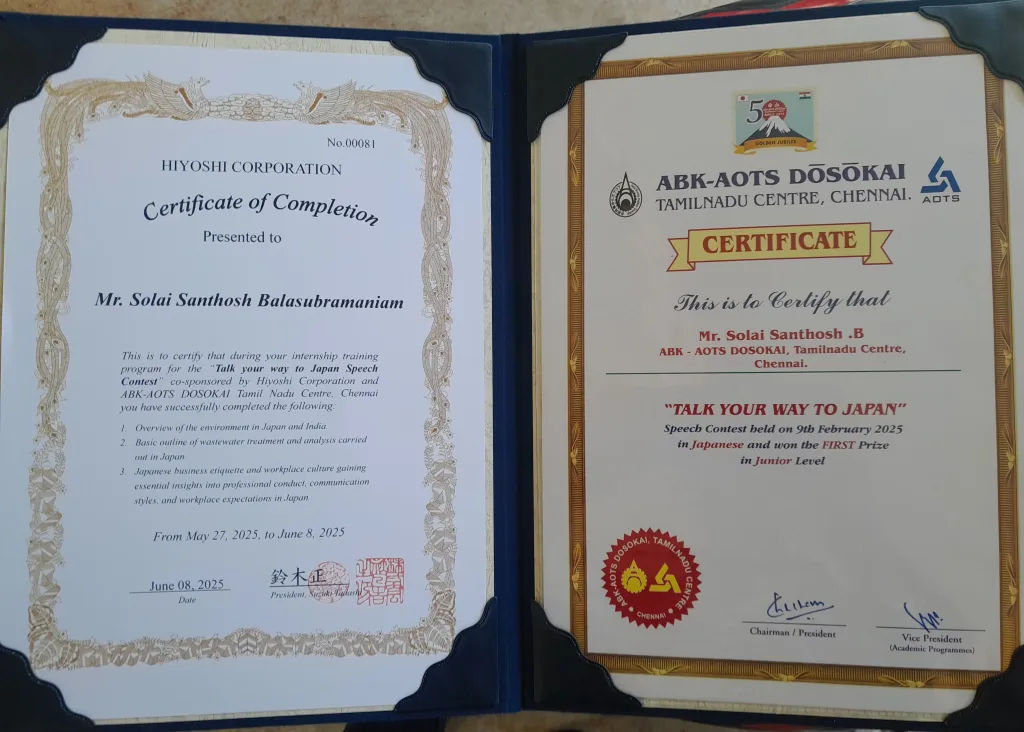 No.00081
HIYOSHI CORPORATION
Certificate of Completion
Presented to
Mr. Solai Santhosh Balasubramaniam
This is to certify that during your internship training
program for the "Talk your way to Japan Speech
Contest" co-sponsored by Hiyoshi Corporation and
ABK-AOTS DOSOKAI Tamil Nadu Centre, Chennai
you have successfully completed the following:
1. Overview of the environment in Japan and India.
2. Basic outline of wastewater treatment and analysis carried
out in Japan
3. Japanese business etiquette and workplace culture gaining
essential insights into professional conduct, communication
styles, and workplace expectations in Japan.
From May 27, 2025, to June 8, 2025
June 08, 2025
Date
鈴木正
President, Suzuki Tadashi
50
GOLDEN JUBILEE
ABK-AOTS DŌSŌKAI
TAMILNADU CENTRE, CHENNAI.
AOTS
CERTIFICATE
This is to Certify that
Mr. Solai Santhosh .B
ABK - AOTS DOSOKAI, Tamilnadu Centre,
Chennai.
"TALK YOUR WAY TO JAPAN"
Speech Contest held on 9th February 2025
in Japanese and won the FIRST Prize
in Junior Level
ABK-AOTS DOSOKAI, TAMILNADU CENTRE
CHENNAI
Chairman / President
Vice President
(Academic Programmes)